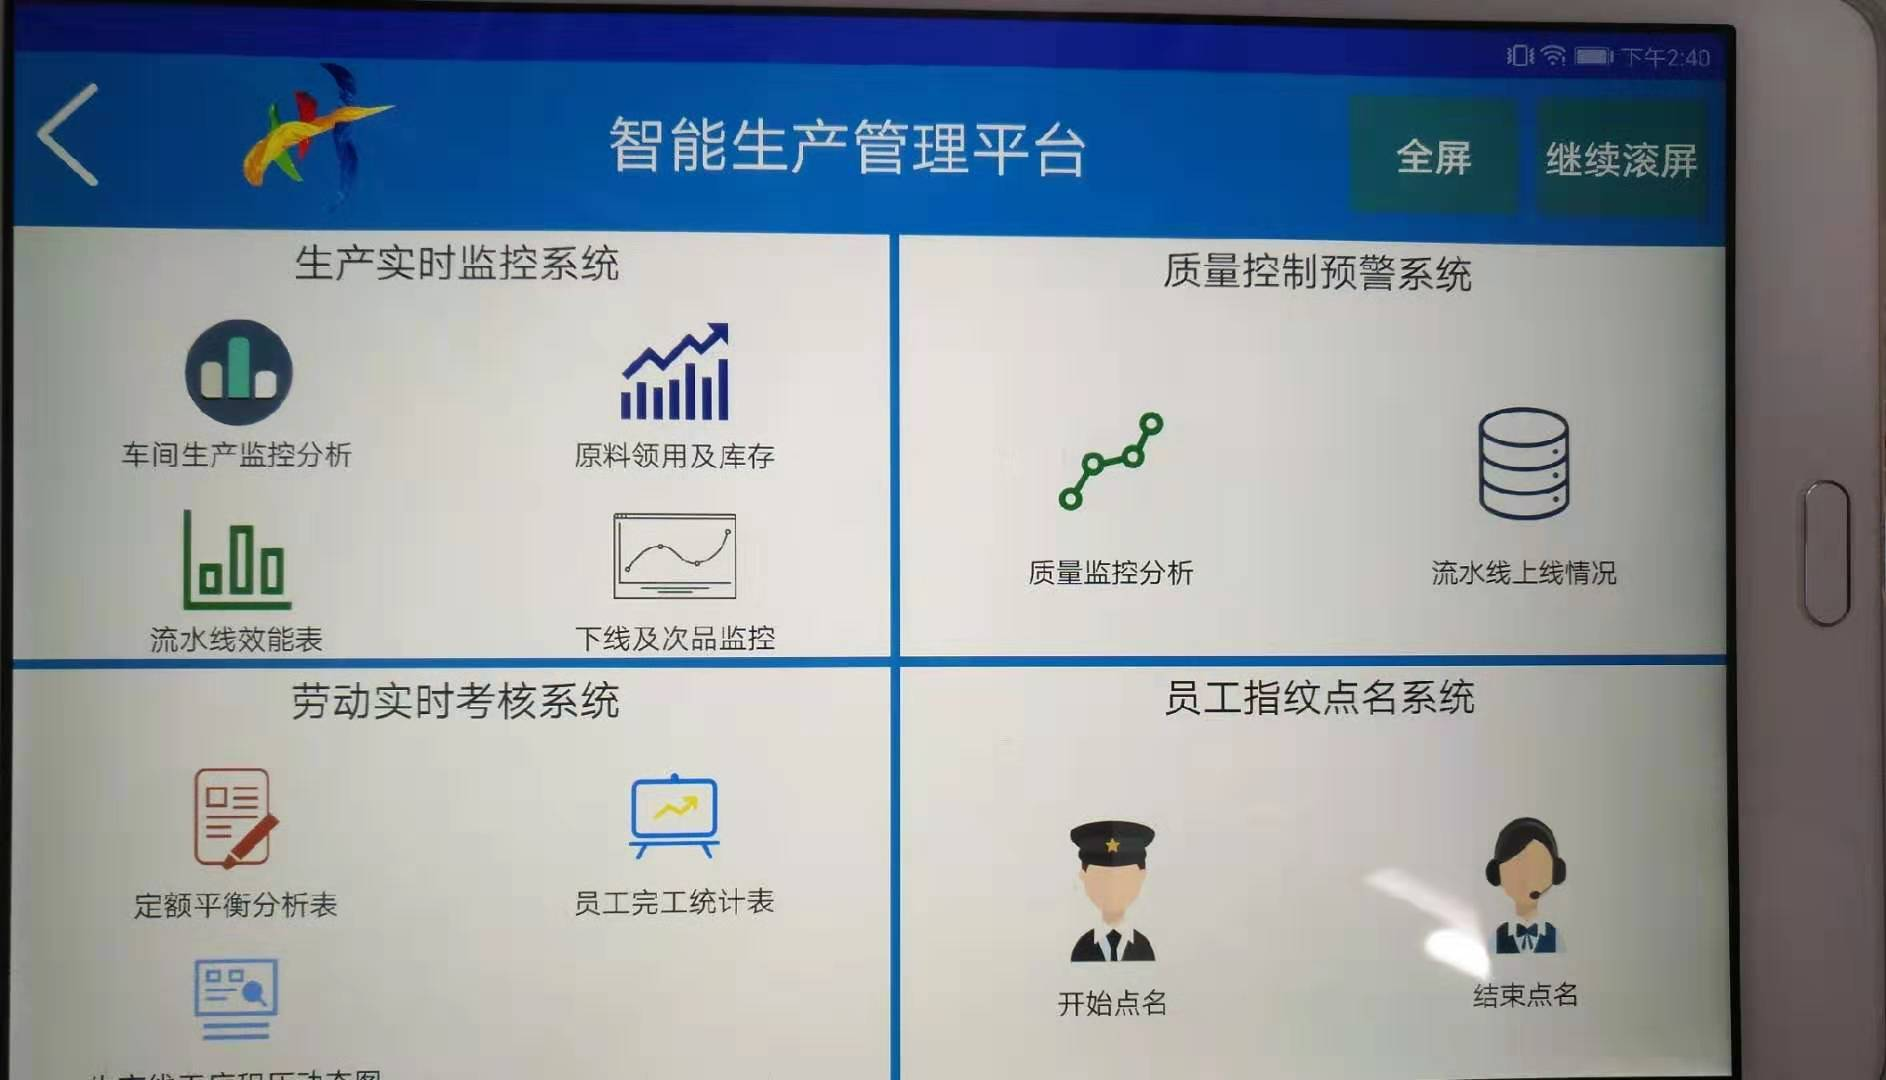 下午2:40
智能生产管理平台
全屏
继续滚屏
生产实时监控系统
车间生产监控分析
原料领用及库存
流水线效能表
下线及次品监控
质量控制预警系统
质量监控分析
流水线上线情况
劳动实时考核系统
定额平衡分析表
员工完工统计表
员工指纹点名系统
开始点名
结束点名